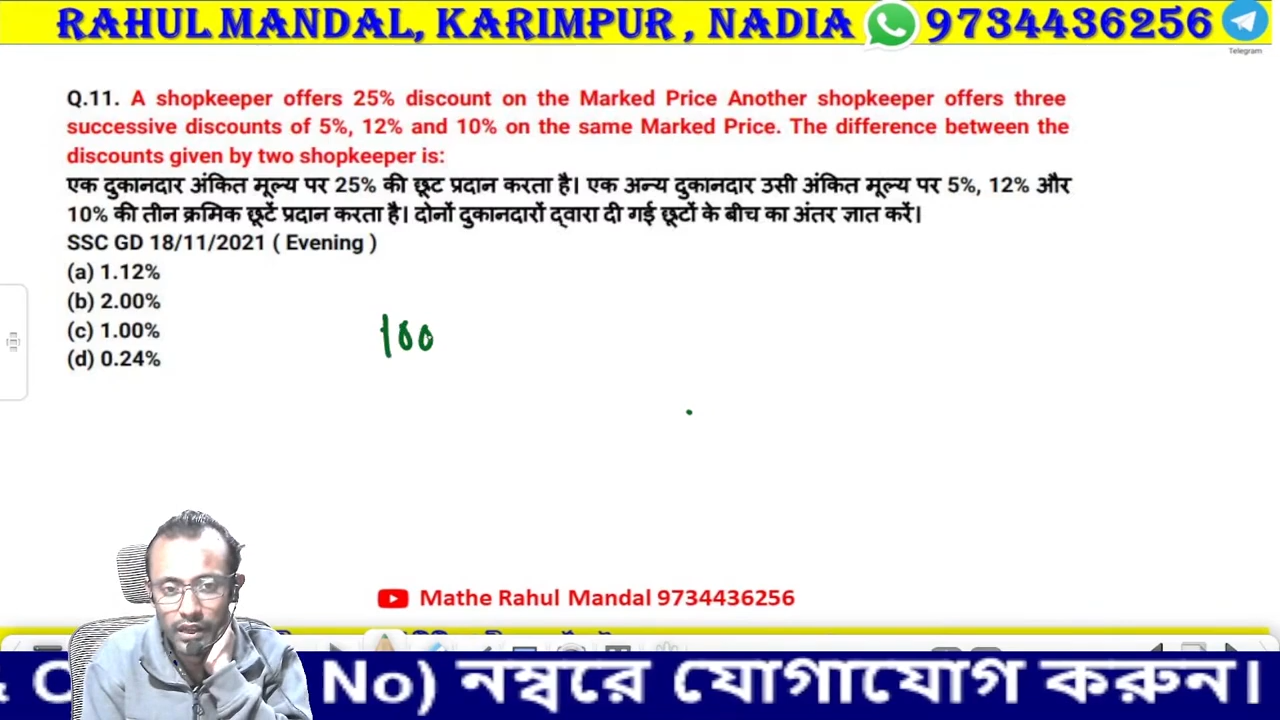 RAHUL MANDAL, KARIMPUR , NADIA 9734436256
Telegram
Q.11. A shopkeeper offers 25% discount on the Marked Price Another shopkeeper offers three
successive discounts of 5%, 12% and 10% on the same Marked Price. The difference between the
discounts given by two shopkeeper is:
एक दुकानदार अंकित मूल्य पर 25% की छूट प्रदान करता है। एक अन्य दुकानदार उसी अंकित मूल्य पर 5%, 12% और
10% की तीन क्रमिक छूटें प्रदान करता है। दोनों दुकानदारों द्वारा दी गई छूटों के बीच का अंतर ज्ञात करें।
SSC GD 18/11/2021 ( Evening )
(a) 1.12%
(b) 2.00%
(c) 1.00%
(d) 0.24%
100
Mathe Rahul Mandal 9734436256
No) নম্বরে যোগাযোগ করুন।